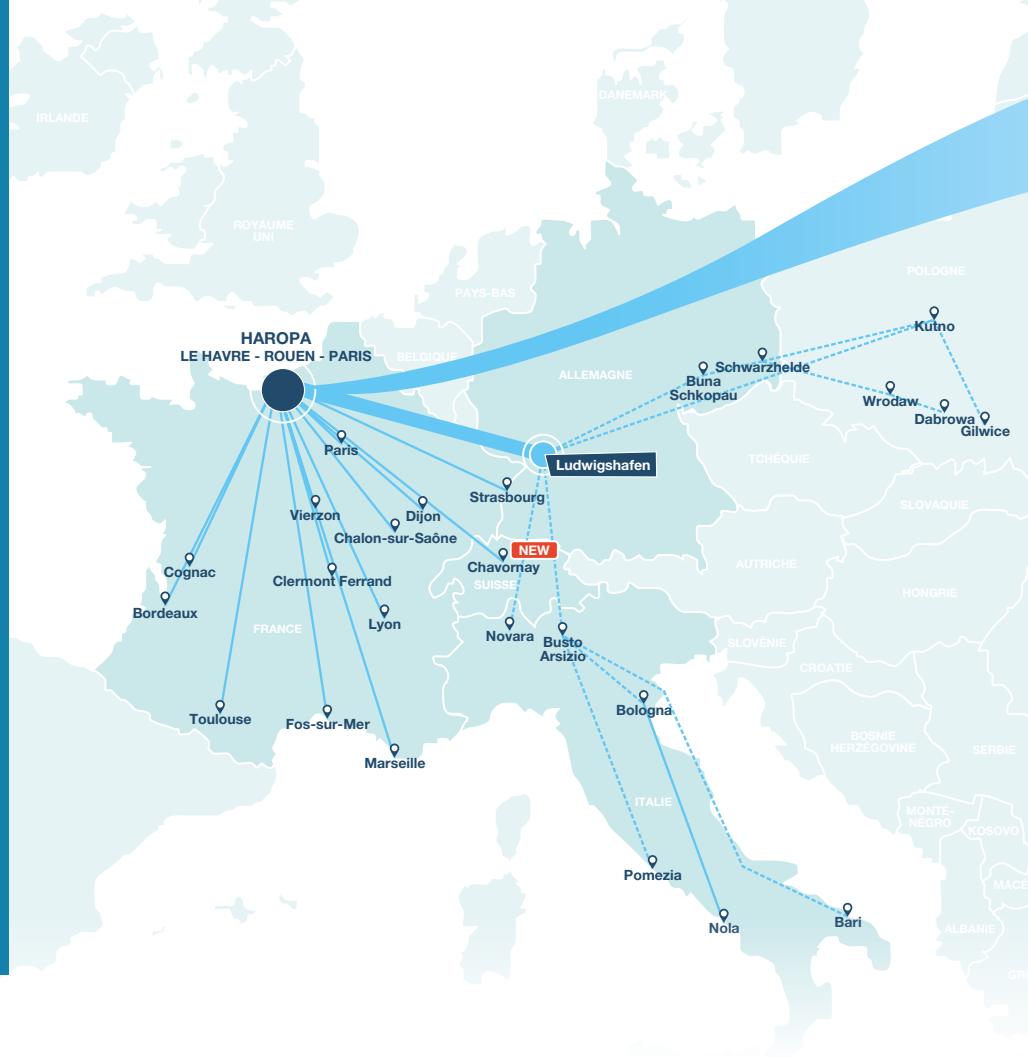 DANEMARK
IRLANDE
ROYAUME
UNI
POLOGNE
PAYS-BAS
Kutno
HAROPA
LE HAVRE - ROUEN - PARIS
BELGIQUE
ALLEMAGNE
Schwarzhelde
Buna
Schkopau
Wrodaw
Dabrowa
Gilwice
Paris
Ludwigshafen
TCHÉQUIE
Strasbourg
SLOVAQUIE
Vierzon
Dijon
Chalon-sur-Saône
NEW
Chavornay
AUTRICHE
Cognac
Clermont Ferrand
SUISSE
HONGRIE
Bordeaux
Lyon
FRANCE
Novara
Busto
Arsizio
SLOVÉNIE
CROATIE
Bologna
Toulouse
Fos-sur-Mer
BOSNIE
HERZÉGOVINE
SERBIE
Marseille
ITALIE
MONTÉ-
NÉGRO
KOSOVO
Pomezia
MACÉ
Bari
Nola
ALBANIE
GR